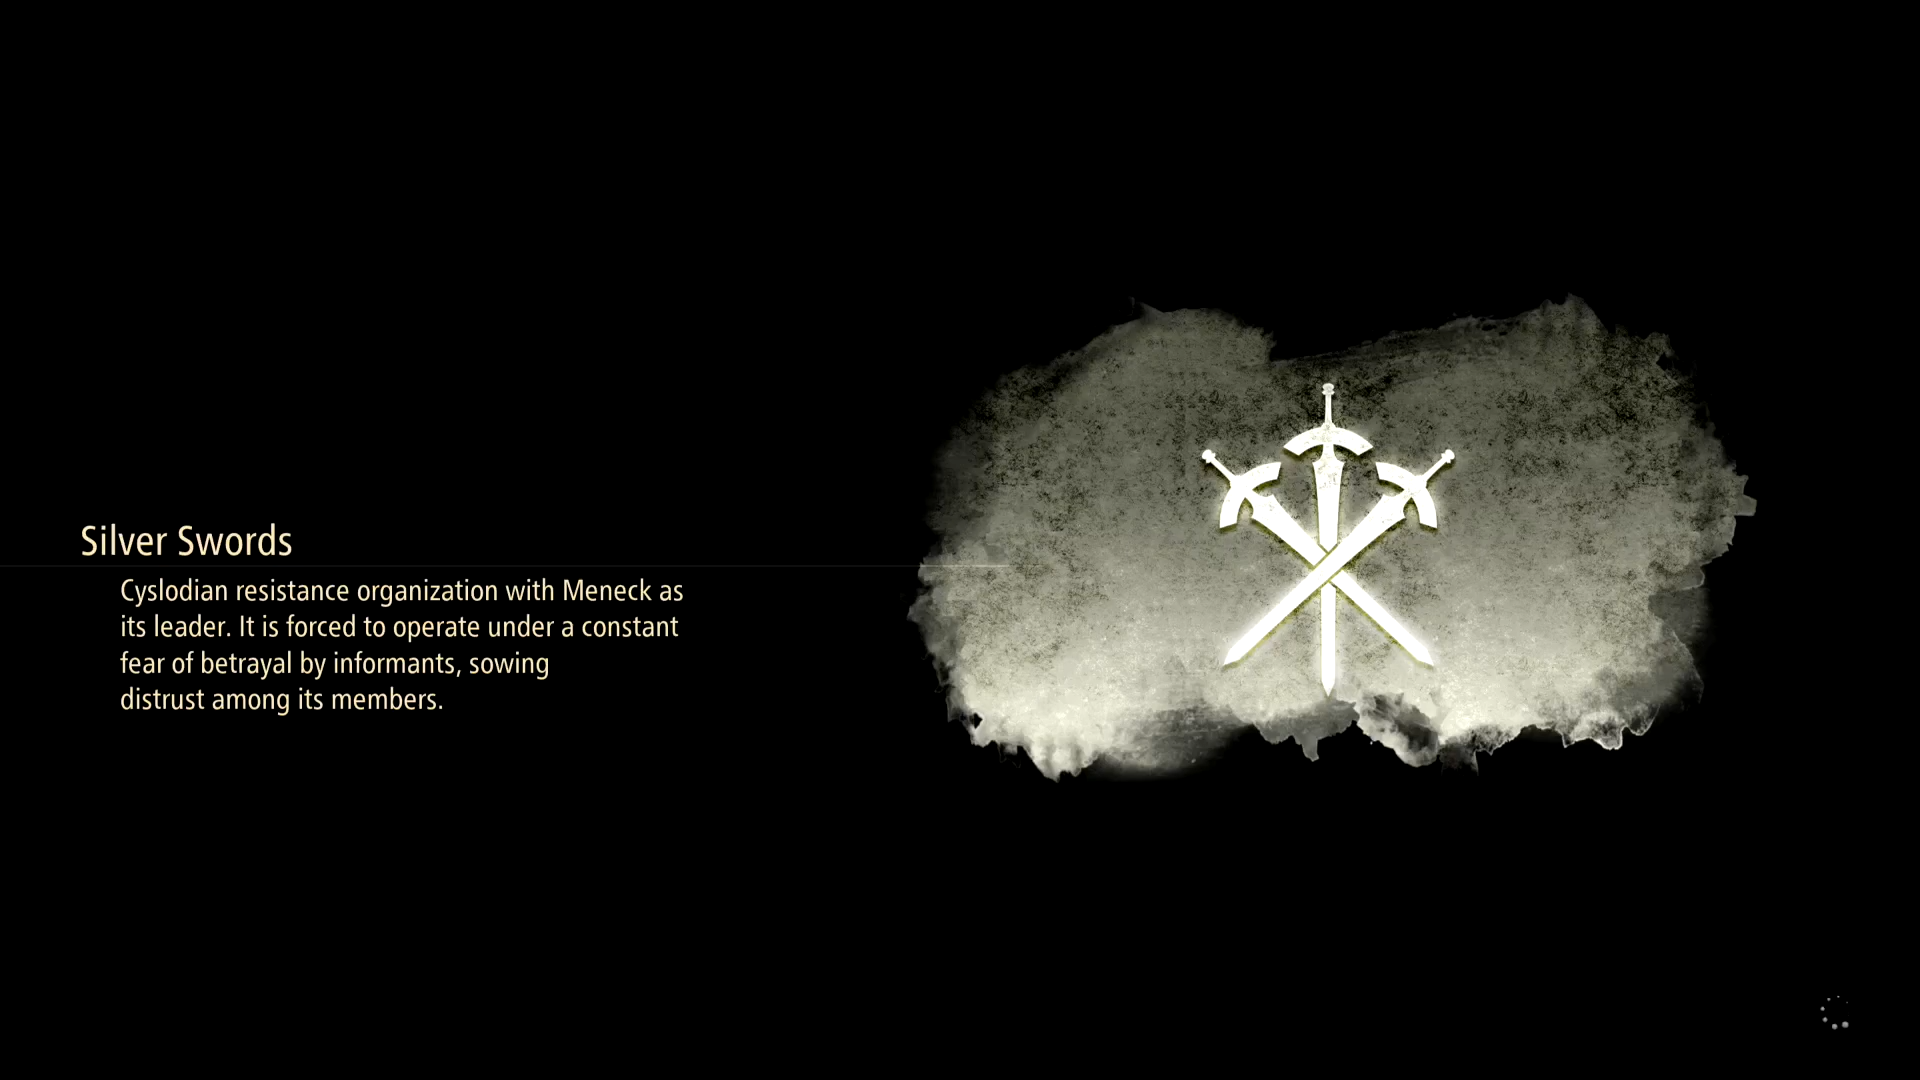 Silver Swords
Cyslodian resistance organization with Meneck as
its leader. It is forced to operate under a constant
fear of betrayal by informants, sowing
distrust among its members.